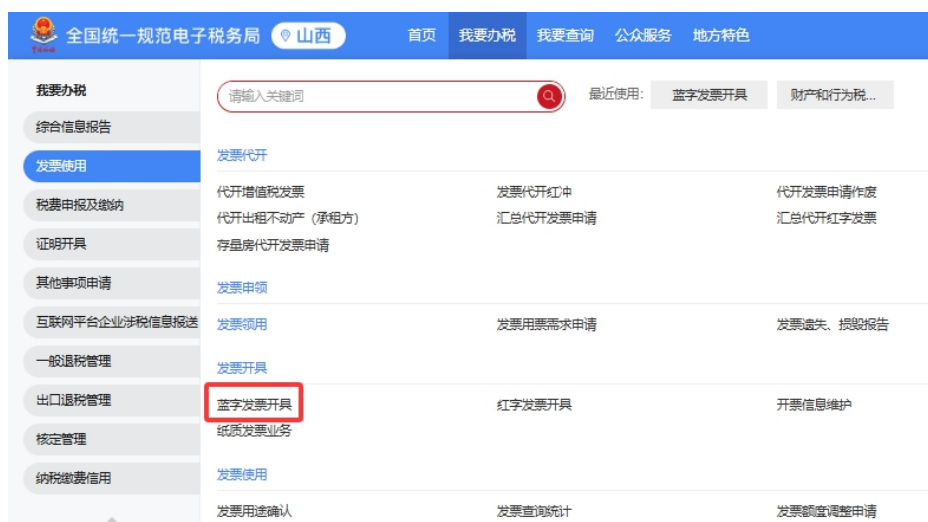 全国统一规范电子税务局 山西 首页 我要办税 我要查询 公众服务 地方特色
我要办税
请输入关键词 最近使用: 蓝字发票开具 财产和行为税...
综合信息报告
发票使用
税费申报及缴纳
证明开具
其他事项申请
互联网平台企业涉税信息报送
一般退税管理
出口退税管理
核定管理
纳税缴费信用
发票代开
代开增值税发票 发票代开红冲 代开发票申请作废
代开出租不动产（承租方） 汇总代开发票申请 汇总代开红字发票
存量房代开发票申请
发票申领
发票领用 发票用票需求申请 发票遗失、损毁报告
发票开具
蓝字发票开具 红字发票开具 开票信息维护
纸质发票业务
发票使用
发票用途确认 发票查询统计 发票额度调整申请